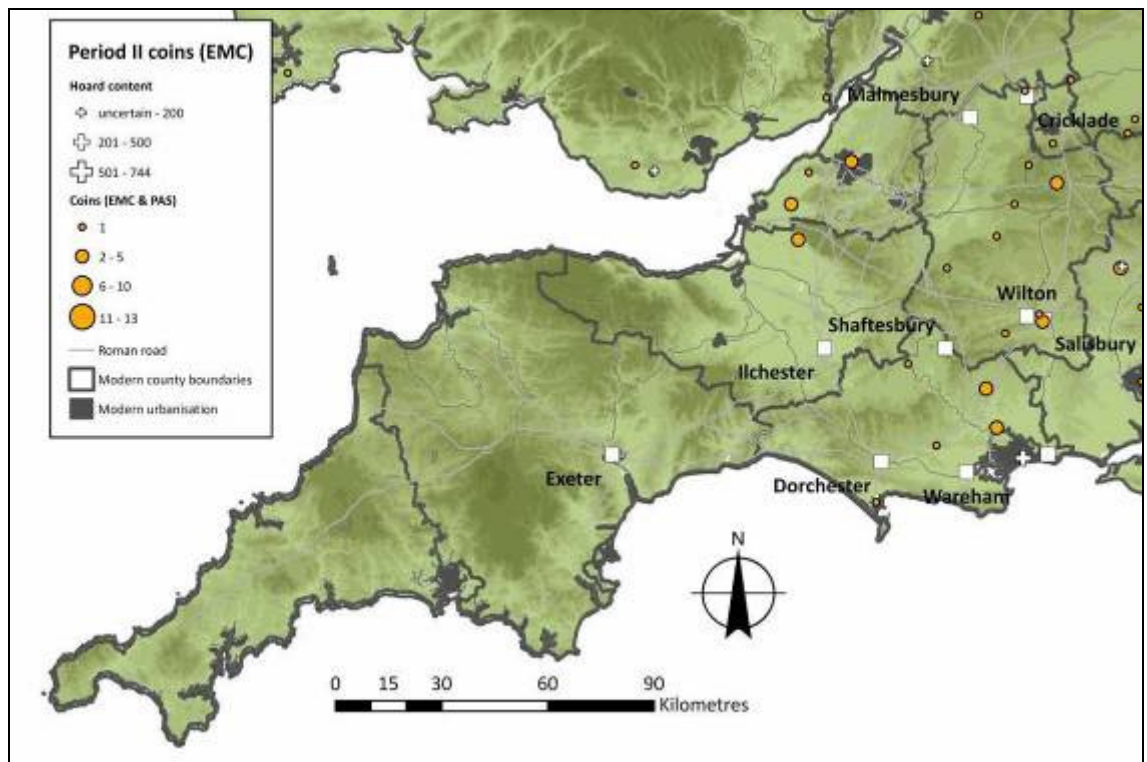 Period II coins (EMC)
Hoard content
uncertain - 200
201 - 500
501 - 744
Coins (EMC & PAS)
1
2 - 5
6 - 10
11 - 13
Roman road
Modern county boundaries
Modern urbanisation
Malmesbury
Cricklade
Wilton
Shaftesbury
Salisbury
Ilchester
Exeter
Dorchester
Wareham
N
0 15 30 60 90
Kilometres